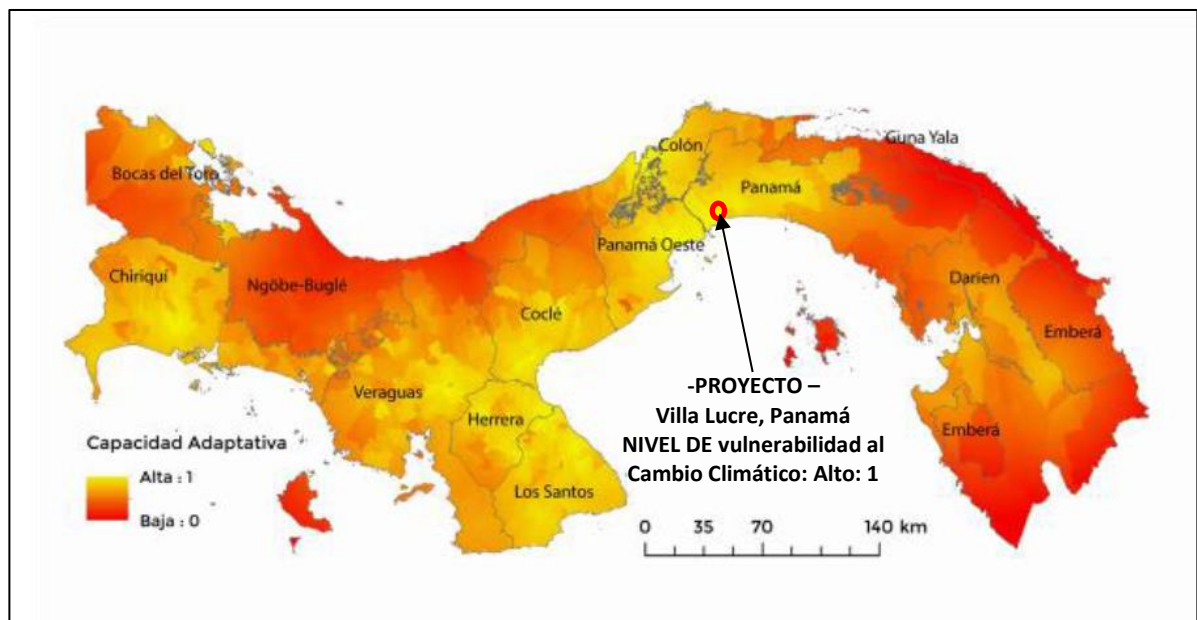 Colón
Guna Yala
Bocas del Toro
Panamá
Panamá Oeste
Chiriquí
Ngöbe-Buglé
Darien
Coclé
Emberá
-PROYECTO –
Villa Lucre, Panamá
NIVEL DE vulnerabilidad al
Cambio Climático: Alto: 1
Veraguas
Herrera
Emberá
Los Santos
Capacidad Adaptativa
Alta : 1
Baja : 0
0 35 70 140 km